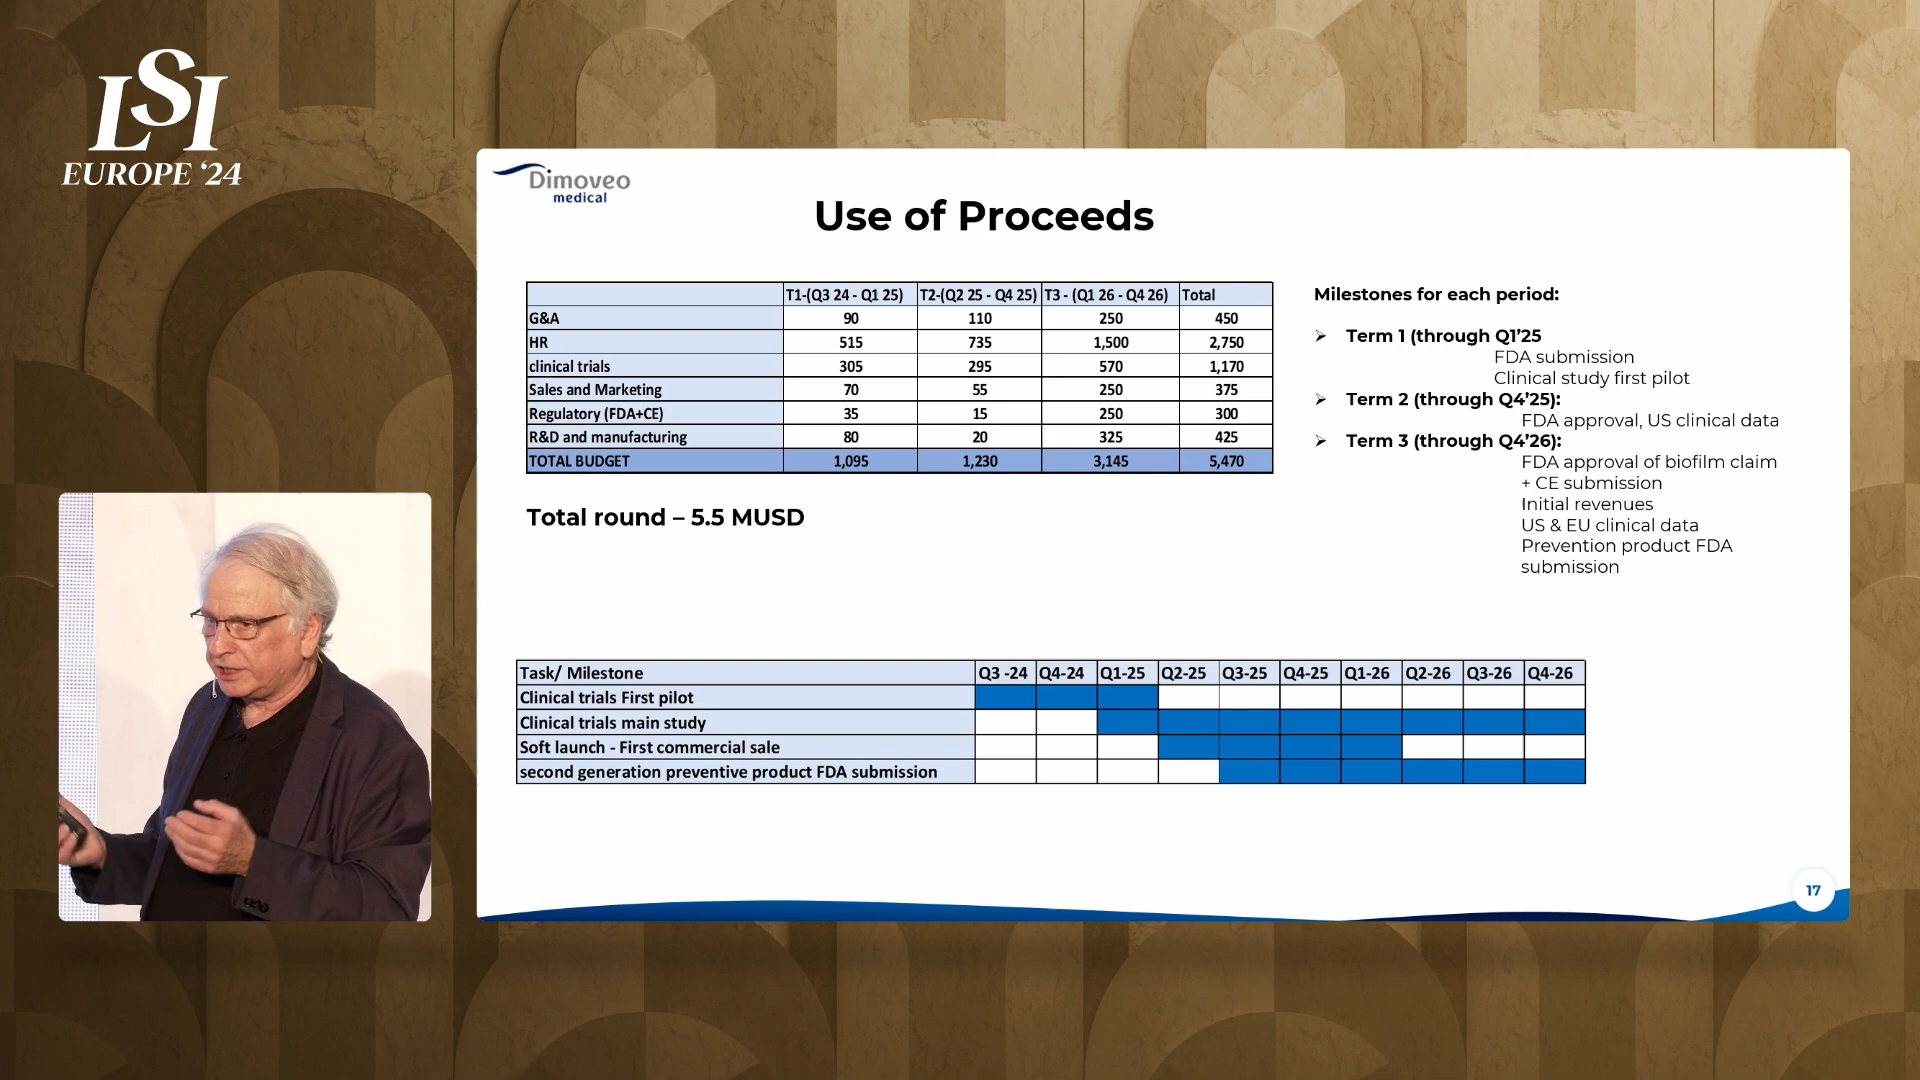 LSI
EUROPE ‘24
Dimoveo
medical
Use of Proceeds
T1-(Q3 24 - Q1 25) T2-(Q2 25 - Q4 25) T3 - (Q1 26 - Q4 26) Total
G&A 90 110 250 450
HR 515 735 1,500 2,750
clinical trials 305 295 570 1,170
Sales and Marketing 70 55 250 375
Regulatory (FDA+CE) 35 15 250 300
R&D and manufacturing 80 20 325 425
TOTAL BUDGET 1,095 1,230 3,145 5,470
Total round – 5.5 MUSD
Milestones for each period:
➢ Term 1 (through Q1’25
FDA submission
Clinical study first pilot
➢ Term 2 (through Q4’25):
FDA approval, US clinical data
➢ Term 3 (through Q4’26):
FDA approval of biofilm claim
+ CE submission
Initial revenues
US & EU clinical data
Prevention product FDA
submission
Task/ Milestone Q3 -24 Q4-24 Q1-25 Q2-25 Q3-25 Q4-25 Q1-26 Q2-26 Q3-26 Q4-26
Clinical trials First pilot
Clinical trials main study
Soft launch - First commercial sale
second generation preventive product FDA submission
17